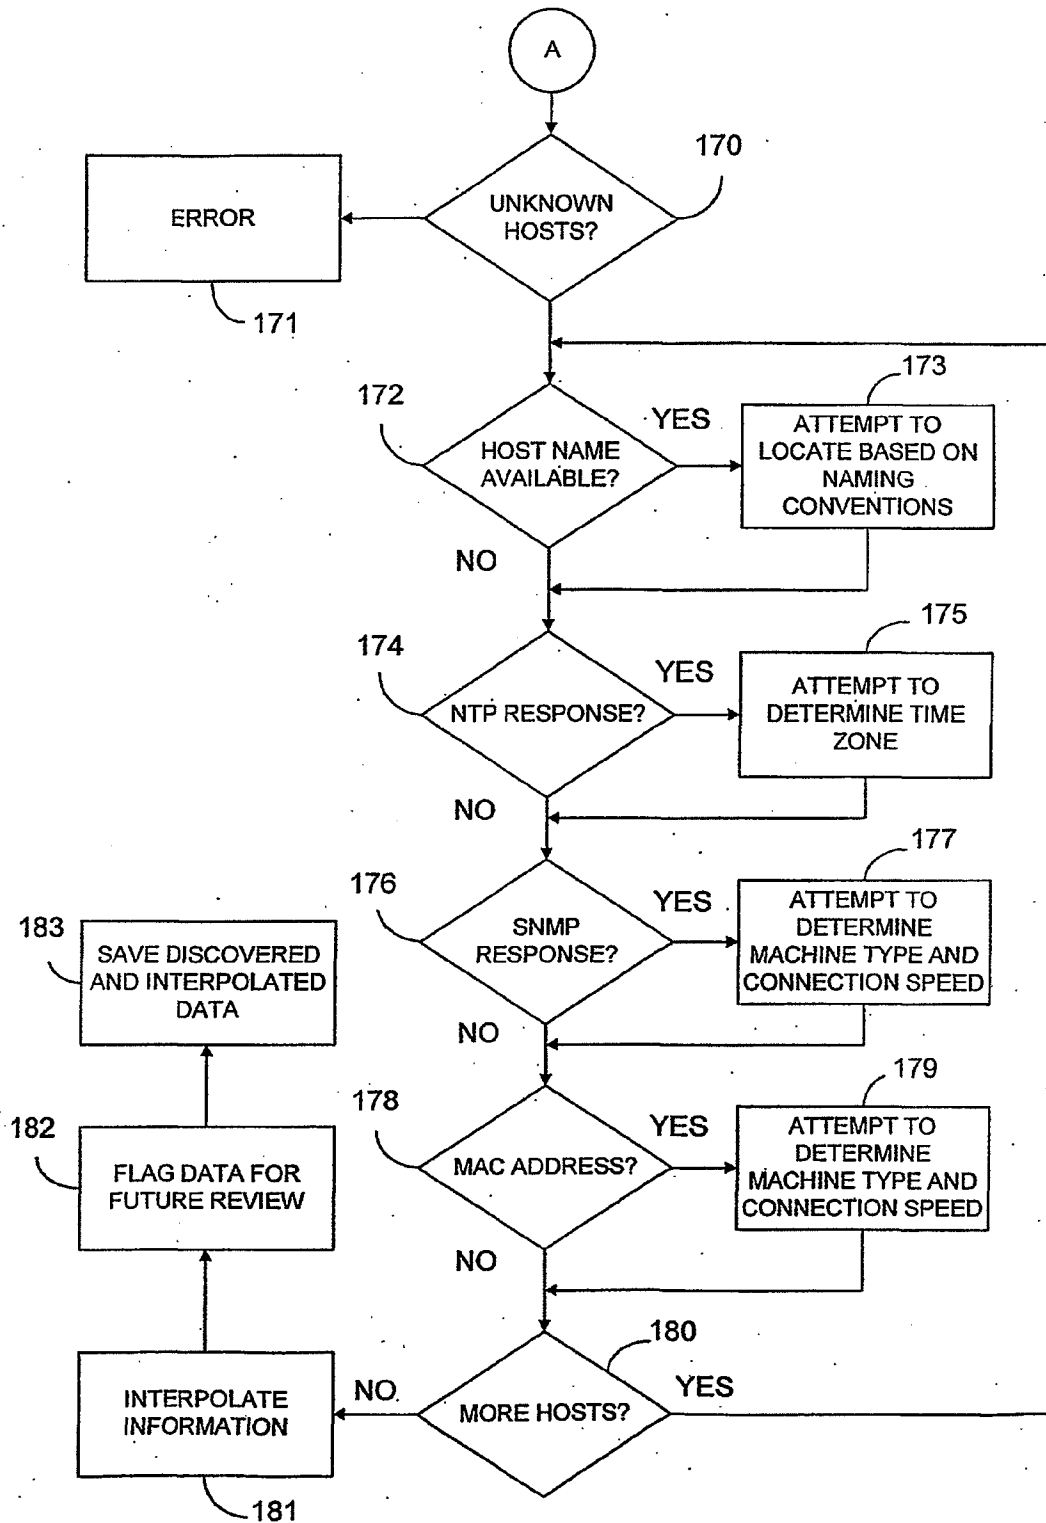 A
170
UNKNOWN
HOSTS?
ERROR
171
172
HOST NAME
AVAILABLE?
YES
173
ATTEMPT TO
LOCATE BASED ON
NAMING
CONVENTIONS
NO
174
NTP RESPONSE?
YES
175
ATTEMPT TO
DETERMINE TIME
ZONE
NO
176
SNMP
RESPONSE?
YES
177
ATTEMPT TO
DETERMINE
MACHINE TYPE AND
CONNECTION SPEED
NO
178
MAC ADDRESS?
YES
179
ATTEMPT TO
DETERMINE
MACHINE TYPE AND
CONNECTION SPEED
NO
180
MORE HOSTS?
YES
NO
INTERPOLATE
INFORMATION
181
182
FLAG DATA FOR
FUTURE REVIEW
183
SAVE DISCOVERED
AND INTERPOLATED
DATA